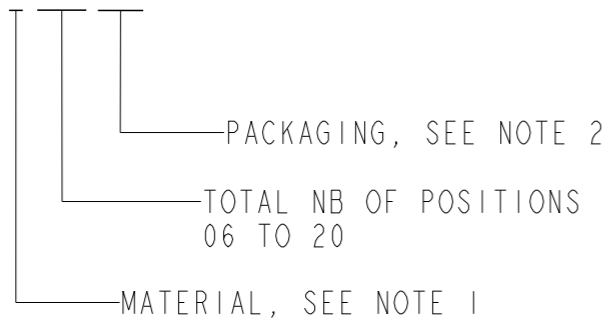 PACKAGING, SEE NOTE 2
TOTAL NB OF POSITIONS
06 TO 20
MATERIAL, SEE NOTE 1